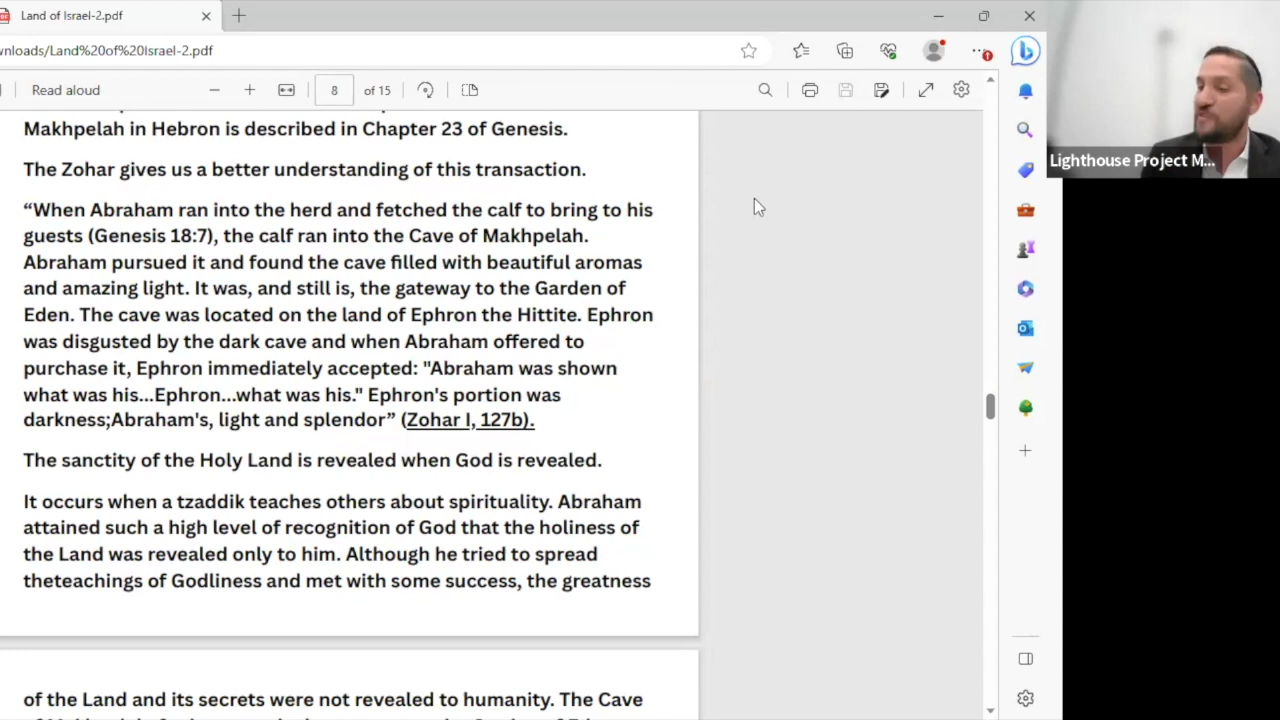 Land of Israel-2.pdf
wnloads/Land%20of%20Israel-2.pdf
Read aloud
8
of 15
Makhpelah in Hebron is described in Chapter 23 of Genesis.
The Zohar gives us a better understanding of this transaction.
“When Abraham ran into the herd and fetched the calf to bring to his
guests (Genesis 18:7), the calf ran into the Cave of Makhpelah.
Abraham pursued it and found the cave filled with beautiful aromas
and amazing light. It was, and still is, the gateway to the Garden of
Eden. The cave was located on the land of Ephron the Hittite. Ephron
was disgusted by the dark cave and when Abraham offered to
purchase it, Ephron immediately accepted: "Abraham was shown
what was his...Ephron...what was his." Ephron's portion was
darkness;Abraham's, light and splendor” (Zohar I, 127b).
The sanctity of the Holy Land is revealed when God is revealed.
It occurs when a tzaddik teaches others about spirituality. Abraham
attained such a high level of recognition of God that the holiness of
the Land was revealed only to him. Although he tried to spread
theteachings of Godliness and met with some success, the greatness
of the Land and its secrets were not revealed to humanity. The Cave
Lighthouse Project M...